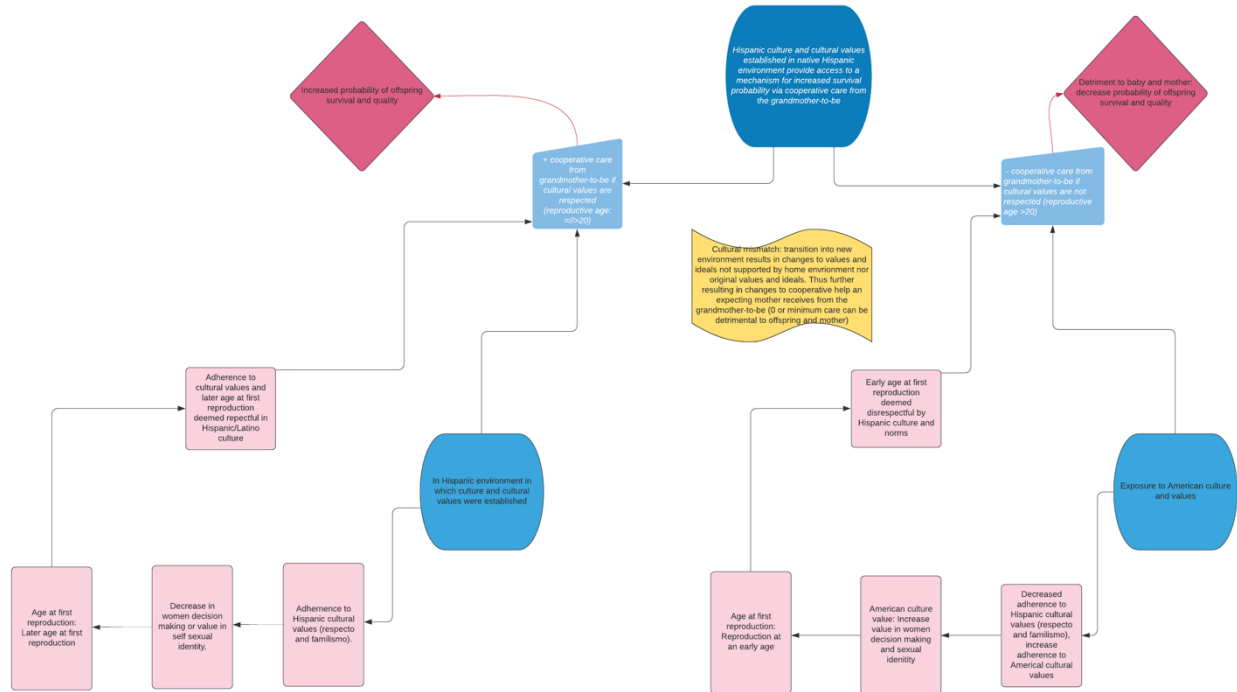 Increased probability of offspring
survival and quality
Hispanic culture and cultural values
established in native Hispanic
environment provide access to a
mechanism for increased survival
probability via cooperative care from
the grandmother-to-be
Detriment to baby and mother:
decrease probability of offspring
survival and quality
+ cooperative care
from
grandmother-to-be if
cultural values are
respected
(reproductive age:
=//>20)
- cooperative care from
grandmother-to-be if
cultural values are not
respected (reproductive
age >20)
Cultural mismatch: transition into new
environment results in changes to values and
ideals not supported by home envrionment nor
original values and ideals. Thus further
resulting in changes to cooperative help an
expecting mother receives from the
grandmother-to-be (0 or minimum care can be
detrimental to offspring and mother)
Adherence to
cultural values and
later age at first
reproduction
deemed repectful in
Hispanic/Latino
culture
Early age at first
reproduction
deemed
disrespectful by
Hispanic culture and
norms
In Hispanic environment in
which culture and cultural
values were established
Exposure to American culture
and values
Age at first
reproduction:
Later age at first
reproduction
Decrease in
women decision
making or value in
self sexual
identity.
Adhernence to
Hispanic cultural
values (respecto
and familismo).
Age at first
reproduction:
Reproduction at
an early age
American culture
value: Increase
value in women
decision making
and sexual
idenitity
Decreased
adherence to
Hispanic cultural
values (respecto
and familismo),
increase
adherence to
Americal cultural
values